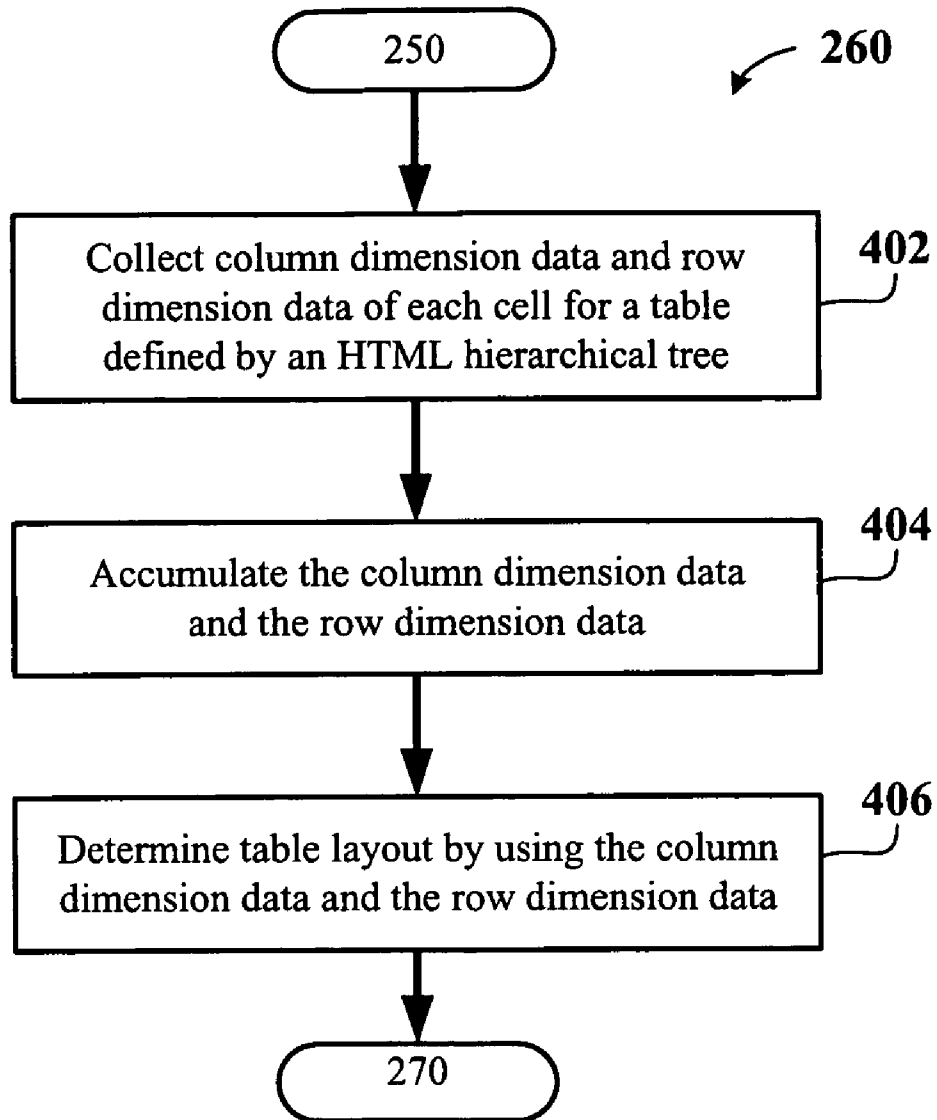 250
260
Collect column dimension data and row
dimension data of each cell for a table
defined by an HTML hierarchical tree
402
Accumulate the column dimension data
and the row dimension data
404
Determine table layout by using the column
dimension data and the row dimension data
406
270